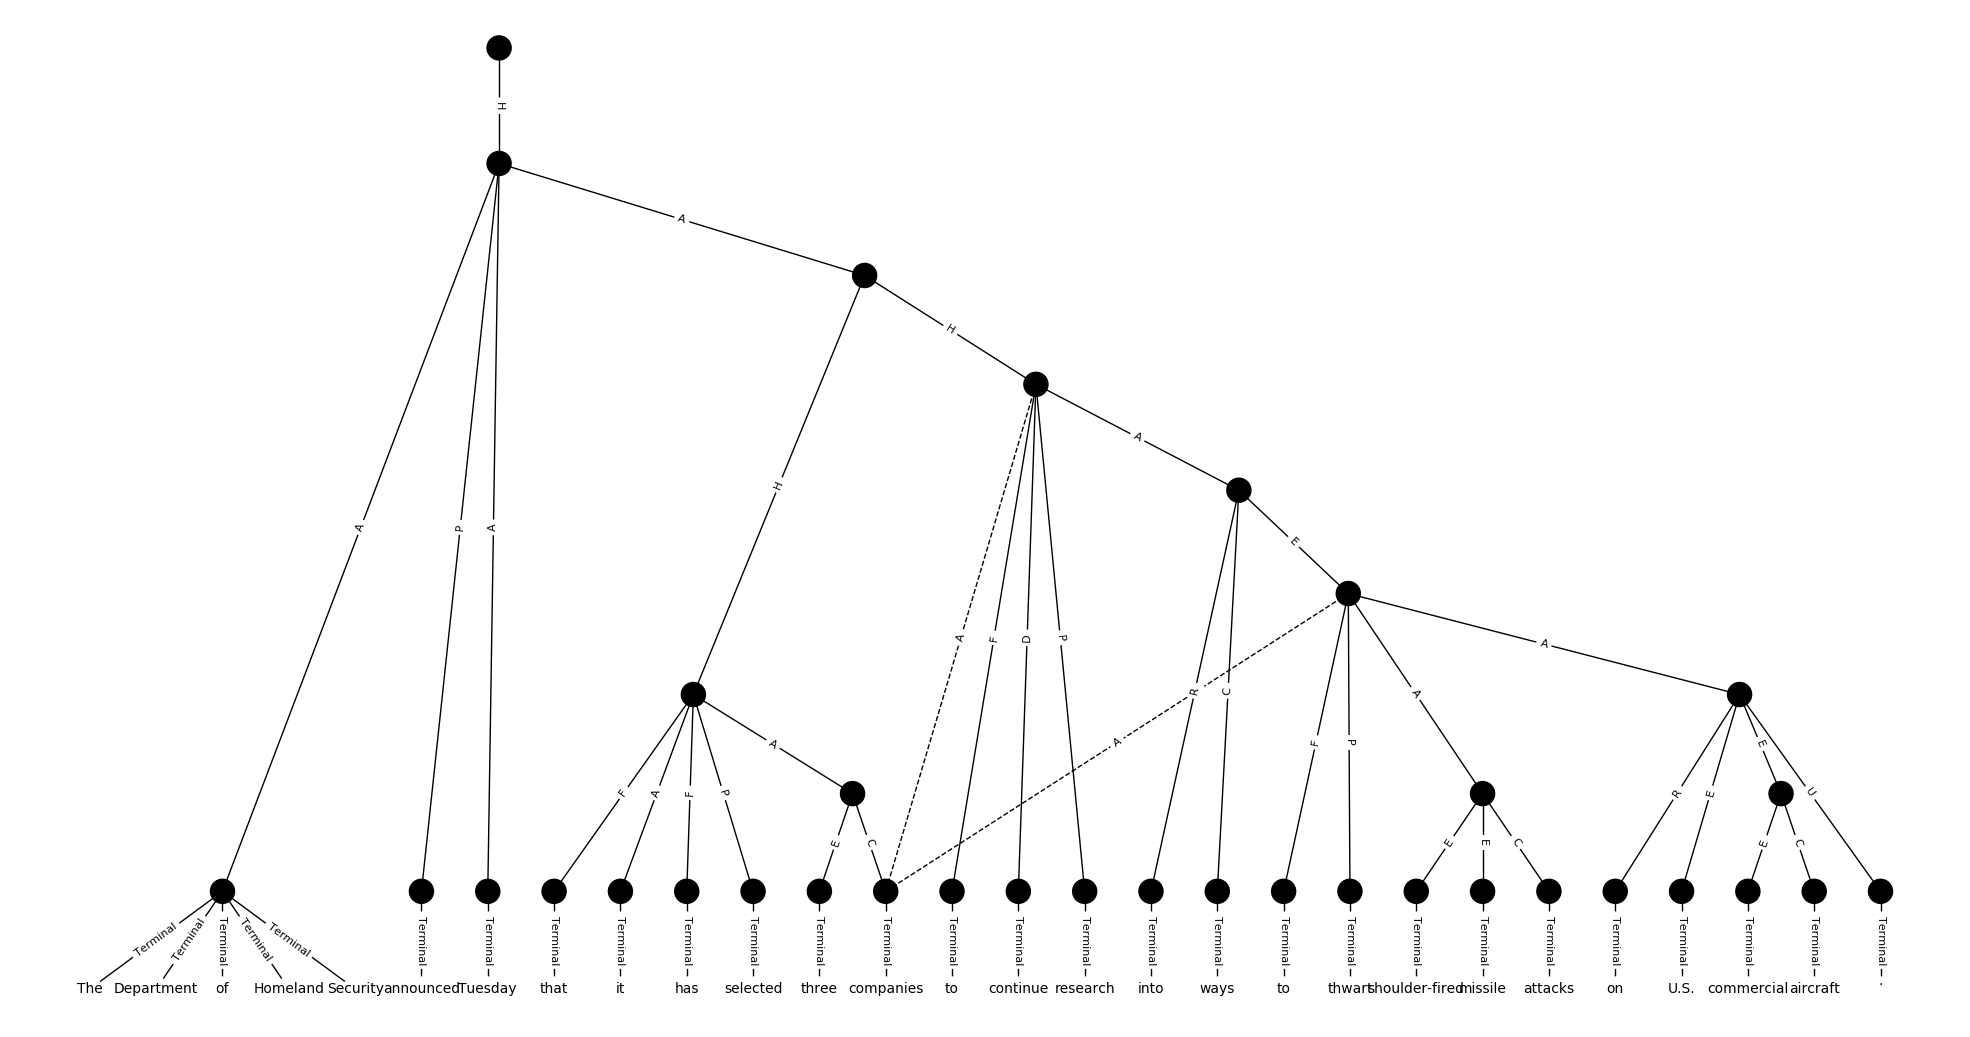 H
A
H
A
E
A P A
H
A
A F D P
R C
A
F P A A
F A F P A
E C
E E C
R E E U
E C
Terminal Terminal Terminal Terminal Terminal Terminal Terminal Terminal Terminal Terminal Terminal Terminal Terminal Terminal Terminal Terminal Terminal Terminal Terminal Terminal Terminal Terminal Terminal Terminal Terminal Terminal Terminal Terminal
The Department of Homeland Security announced Tuesday that it has selected three companies to continue research into ways to thwart shoulder-fired missile attacks on U.S. commercial aircraft .